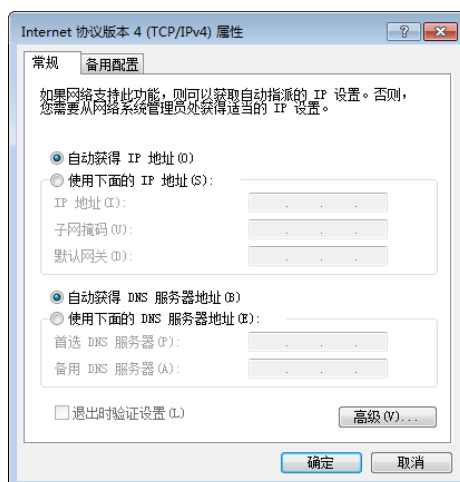 Internet 协议版本 4 (TCP/IPv4) 属性
常规 备用配置
如果网络支持此功能，则可以获取自动指派的 IP 设置。否则，
您需要从网络系统管理员处获得适当的 IP 设置。
自动获得 IP 地址(O)
使用下面的 IP 地址(S):
IP 地址(I):
子网掩码(U):
默认网关(D):
自动获得 DNS 服务器地址(B)
使用下面的 DNS 服务器地址(E):
首选 DNS 服务器(P):
备用 DNS 服务器(A):
退出时验证设置(L)
高级(V)...
确定 取消